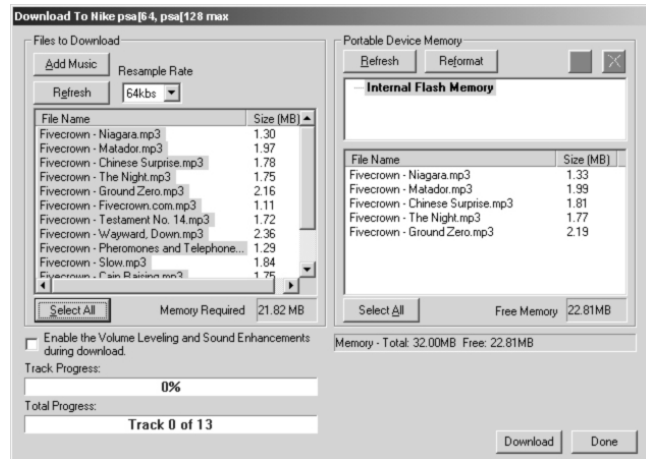 Download To Nike psa[64, psa[128 max
Files to Download
Add Music
Resample Rate
Refresh
64kbs
File Name Size (MB)
Fivecrown - Niagara.mp3 1.30
Fivecrown - Matador.mp3 1.97
Fivecrown - Chinese Surprise.mp3 1.78
Fivecrown - The Night.mp3 1.75
Fivecrown - Ground Zero.mp3 2.16
Fivecrown - Fivecrown.com.mp3 1.11
Fivecrown - Testament No. 14.mp3 1.72
Fivecrown - Wayward, Down.mp3 2.36
Fivecrown - Pheromones and Telephone... 1.29
Fivecrown - Slow.mp3 1.84
Fivecrown - Cain Raising.mp3 1.75
Select All Memory Required 21.82 MB
Enable the Volume Leveling and Sound Enhancements
during download.
Track Progress:
0%
Total Progress:
Track 0 of 13
Portable Device Memory
Refresh Reformat
Internal Flash Memory
File Name Size (MB)
Fivecrown - Niagara.mp3 1.33
Fivecrown - Matador.mp3 1.99
Fivecrown - Chinese Surprise.mp3 1.81
Fivecrown - The Night.mp3 1.77
Fivecrown - Ground Zero.mp3 2.19
Select All Free Memory 22.81MB
Memory - Total: 32.00MB Free: 22.81MB
Download Done